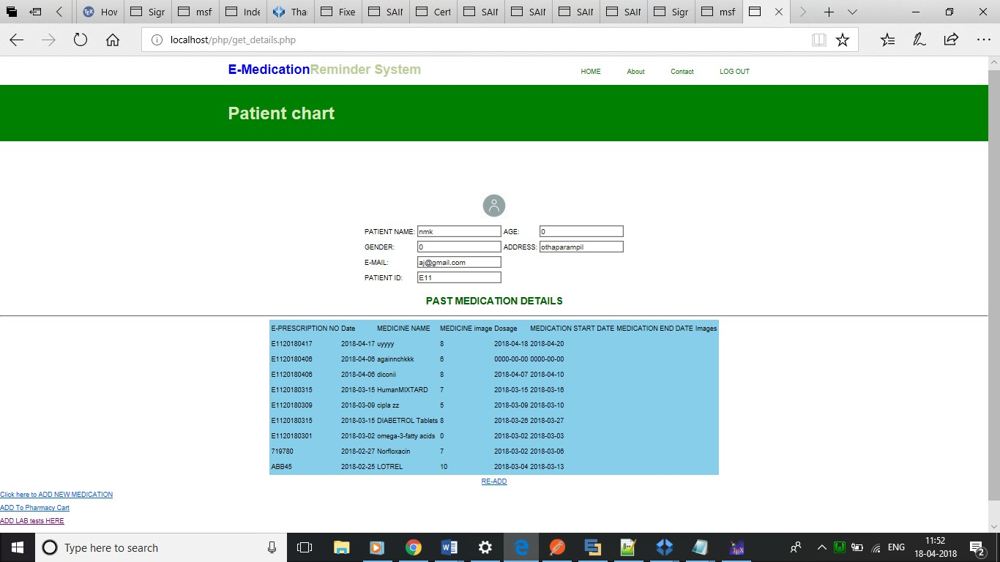 Hov Sigr msf Inde Tha Fixe SAII Cert SAII SAII SAII SAII Sigr msf
localhost/php/get_details.php
E-MedicationReminder System HOME About Contact LOG OUT
Patient chart
PATIENT NAME: nmk AGE: 0
GENDER: 0 ADDRESS: othaparampil
E-MAIL: aj@gmail.com
PATIENT ID: E11
PAST MEDICATION DETAILS
E-PRESCRIPTION NO Date MEDICINE NAME MEDICINE image Dosage MEDICATION START DATE MEDICATION END DATE Images
E1120180417 2018-04-17 uyyyy 8 2018-04-18 2018-04-20
E1120180406 2018-04-06 againnchkkk 6 0000-00-00 0000-00-00
E1120180406 2018-04-06 diconii 8 2018-04-07 2018-04-10
E1120180315 2018-03-15 HumanMIXTARD 7 2018-03-15 2018-03-16
E1120180309 2018-03-09 cipla zz 5 2018-03-09 2018-03-10
E1120180315 2018-03-15 DIABETROL Tablets 8 2018-03-26 2018-03-27
E1120180301 2018-03-02 omega-3-fatty acids 0 2018-03-02 2018-03-03
719780 2018-02-27 Norfloxacin 7 2018-03-02 2018-03-06
ABB45 2018-02-25 LOTREL 10 2018-03-04 2018-03-13
RE-ADD
Click here to ADD NEW MEDICATION
ADD To Pharmacy Cart
ADD LAB tests HERE
Type here to search ENG 11:52
18-04-2018 2